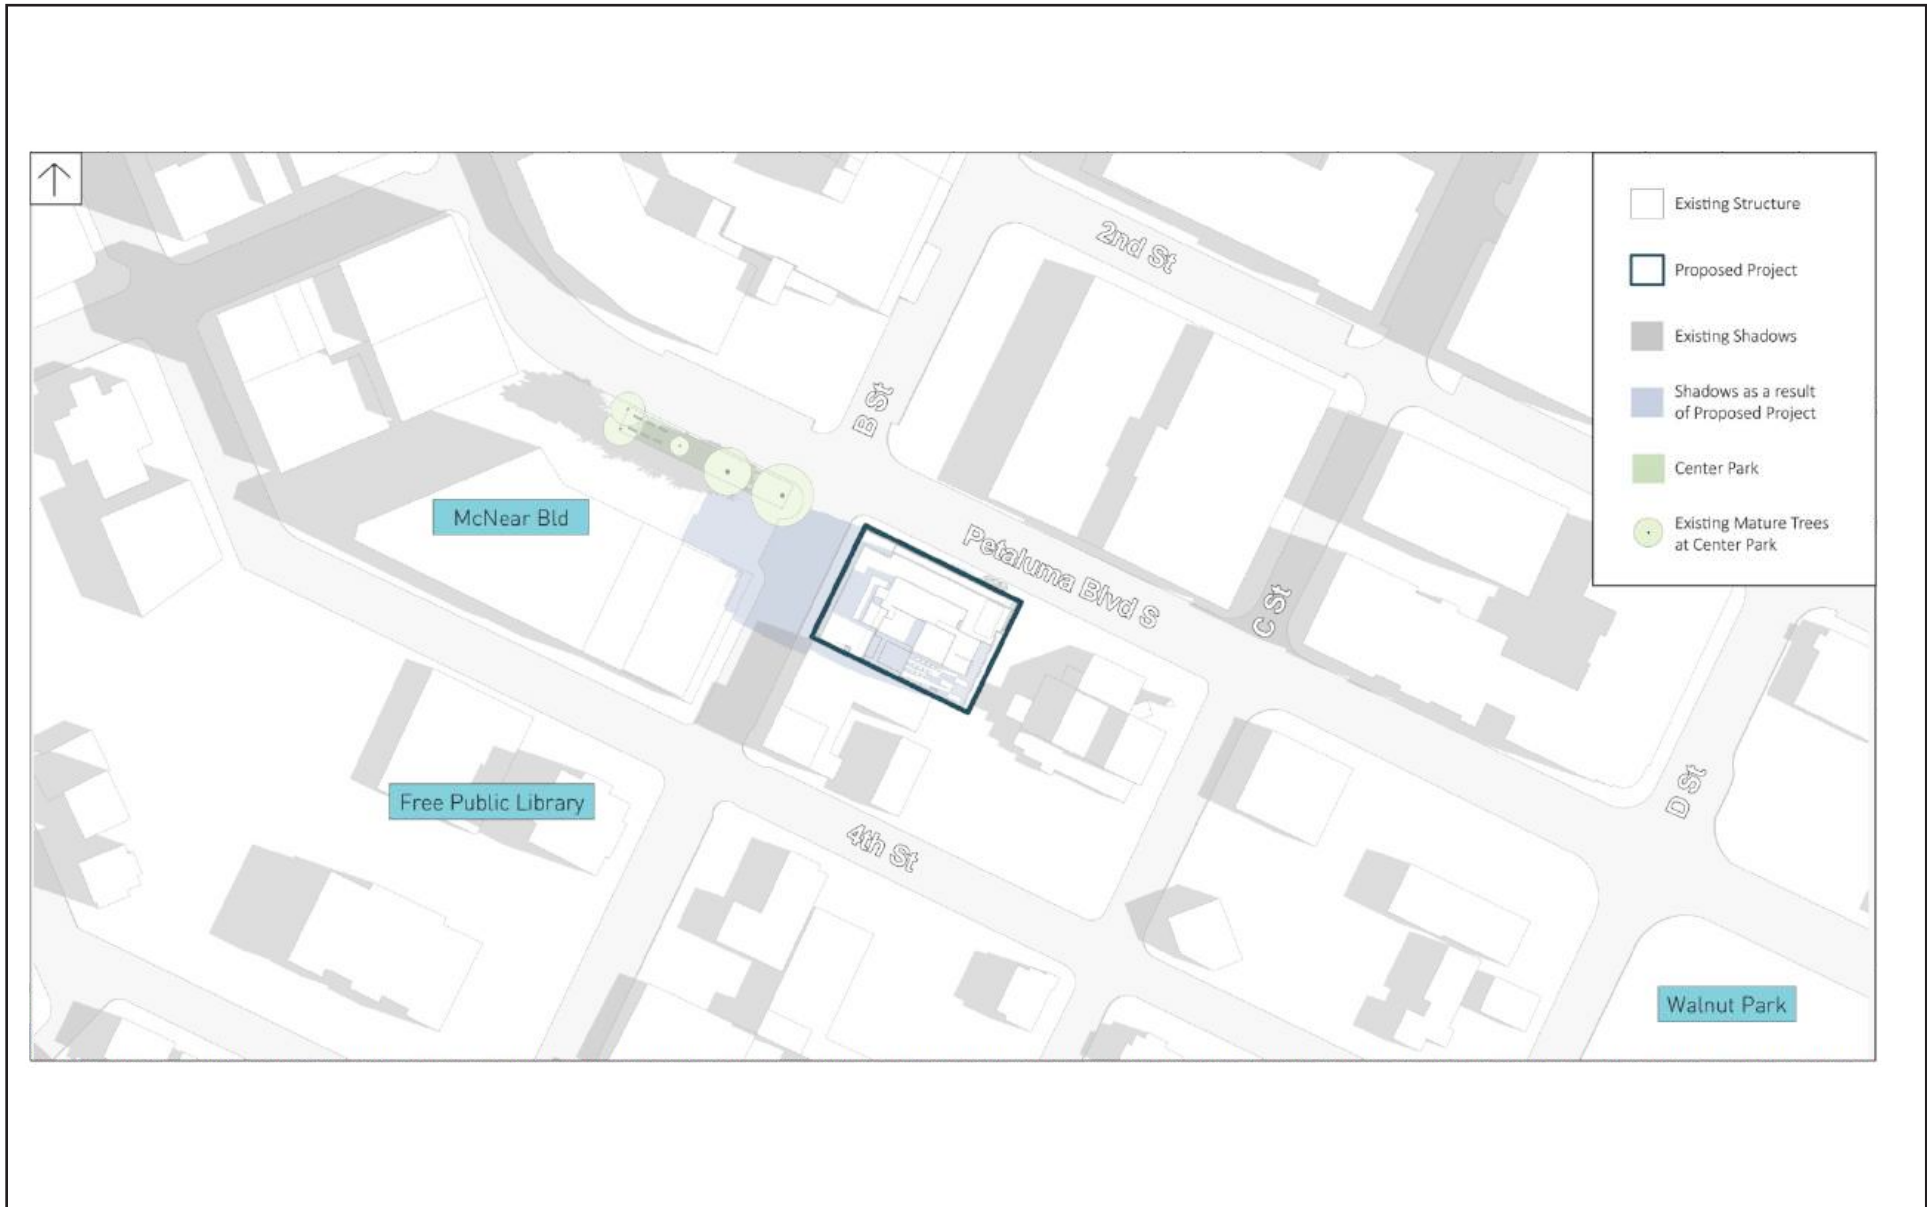 Existing Structure
Proposed Project
Existing Shadows
Shadows as a result
of Proposed Project
Center Park
Existing Mature Trees
at Center Park
2nd St
B St
McNear Bld
Petaluma Blvd S
C St
D St
Free Public Library
4th St
Walnut Park